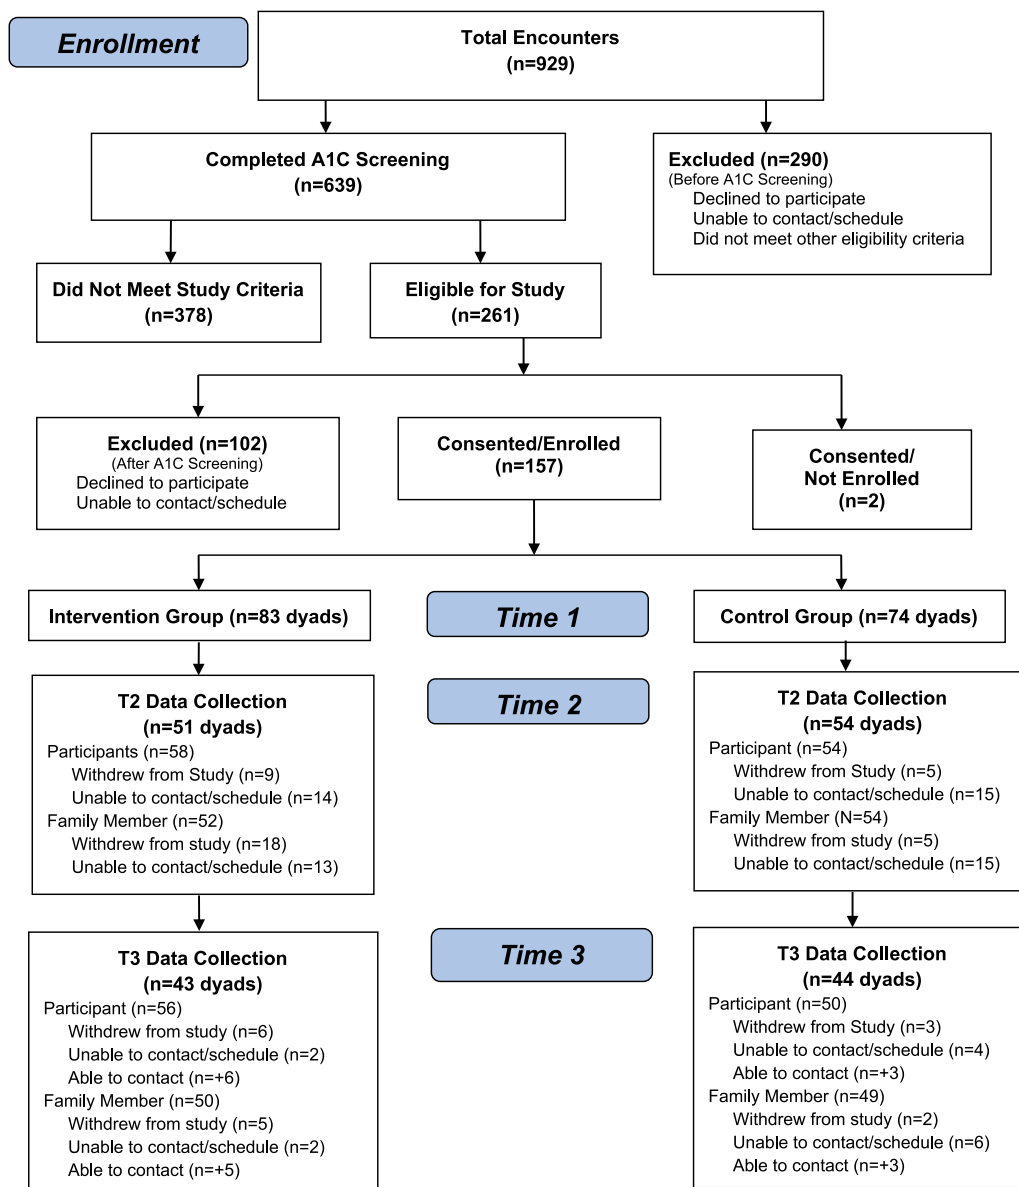 Enrollment
Total Encounters
(n=929)
Completed A1C Screening
(n=639)
Excluded (n=290)
(Before A1C Screening)
Declined to participate
Unable to contact/schedule
Did not meet other eligibility criteria
Did Not Meet Study Criteria
(n=378)
Eligible for Study
(n=261)
Excluded (n=102)
(After A1C Screening)
Declined to participate
Unable to contact/schedule
Consented/Enrolled
(n=157)
Consented/
Not Enrolled
(n=2)
Intervention Group (n=83 dyads)
Time 1
Control Group (n=74 dyads)
T2 Data Collection
(n=51 dyads)
Participants (n=58)
Withdrew from Study (n=9)
Unable to contact/schedule (n=14)
Family Member (n=52)
Withdrew from study (n=18)
Unable to contact/schedule (n=13)
Time 2
T2 Data Collection
(n=54 dyads)
Participant (n=54)
Withdrew from Study (n=5)
Unable to contact/schedule (n=15)
Family Member (N=54)
Withdrew from study (n=5)
Unable to contact/schedule (n=15)
T3 Data Collection
(n=43 dyads)
Participant (n=56)
Withdrew from study (n=6)
Unable to contact/schedule (n=2)
Able to contact (n=+6)
Family Member (n=50)
Withdrew from study (n=5)
Unable to contact/schedule (n=2)
Able to contact (n=+5)
Time 3
T3 Data Collection
(n=44 dyads)
Participant (n=50)
Withdrew from Study (n=3)
Unable to contact/schedule (n=4)
Able to contact (n=+3)
Family Member (n=49)
Withdrew from study (n=2)
Unable to contact/schedule (n=6)
Able to contact (n=+3)